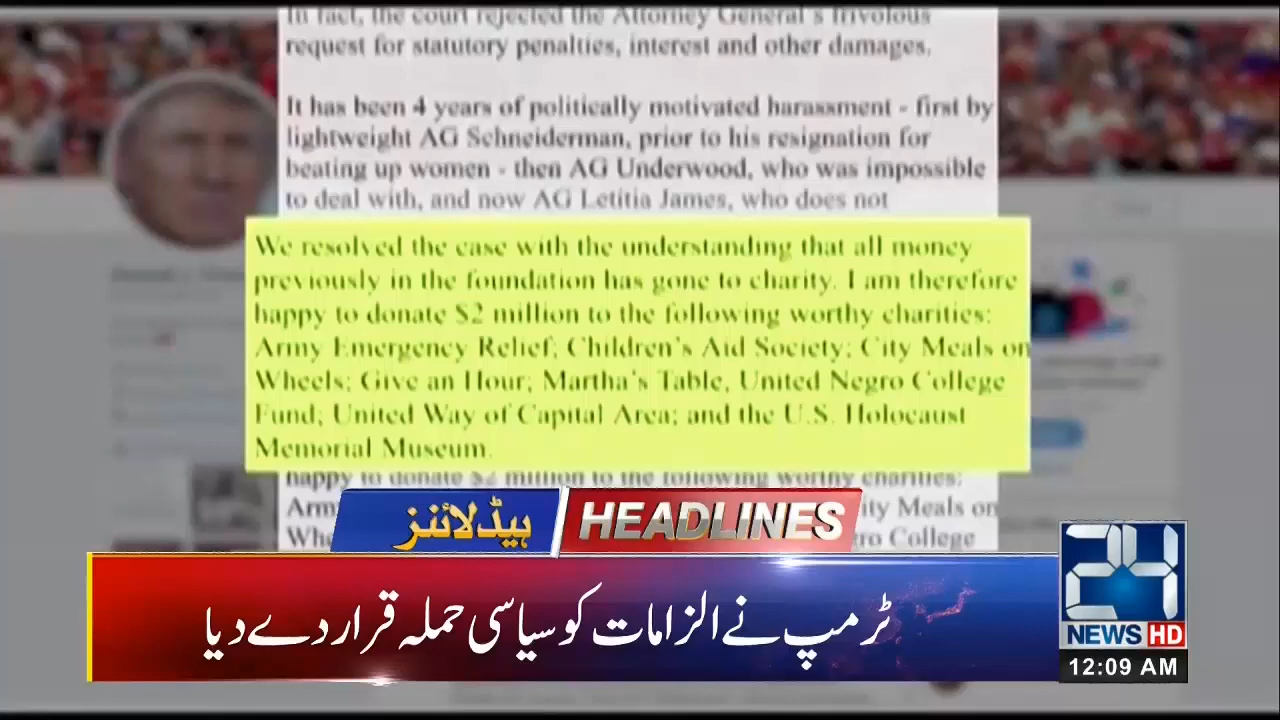 In fact, the court rejected the Attorney General's frivolous
request for statutory penalties, interest and other damages.
It has been 4 years of politically motivated harassment - first by
lightweight AG Schneiderman, prior to his resignation for
beating up women - then AG Underwood, who was impossible
to deal with, and now AG Letitia James, who does not
We resolved the case with the understanding that all money
previously in the foundation has gone to charity. I am therefore
happy to donate $2 million to the following worthy charities:
Army Emergency Relief; Children's Aid Society; City Meals on
Wheels; Give an Hour; Martha's Table, United Negro College
Fund; United Way of Capital Area; and the U.S. Holocaust
Memorial Museum.
happy to donate $2 million to the following worthy charities:
Arm ity Meals on
Whe gro College
ہیڈلائنز HEADLINES
ٹرمپ نے الزامات کو سیاسی حملہ قرار دے دیا
24
NEWS HD
12:09 AM